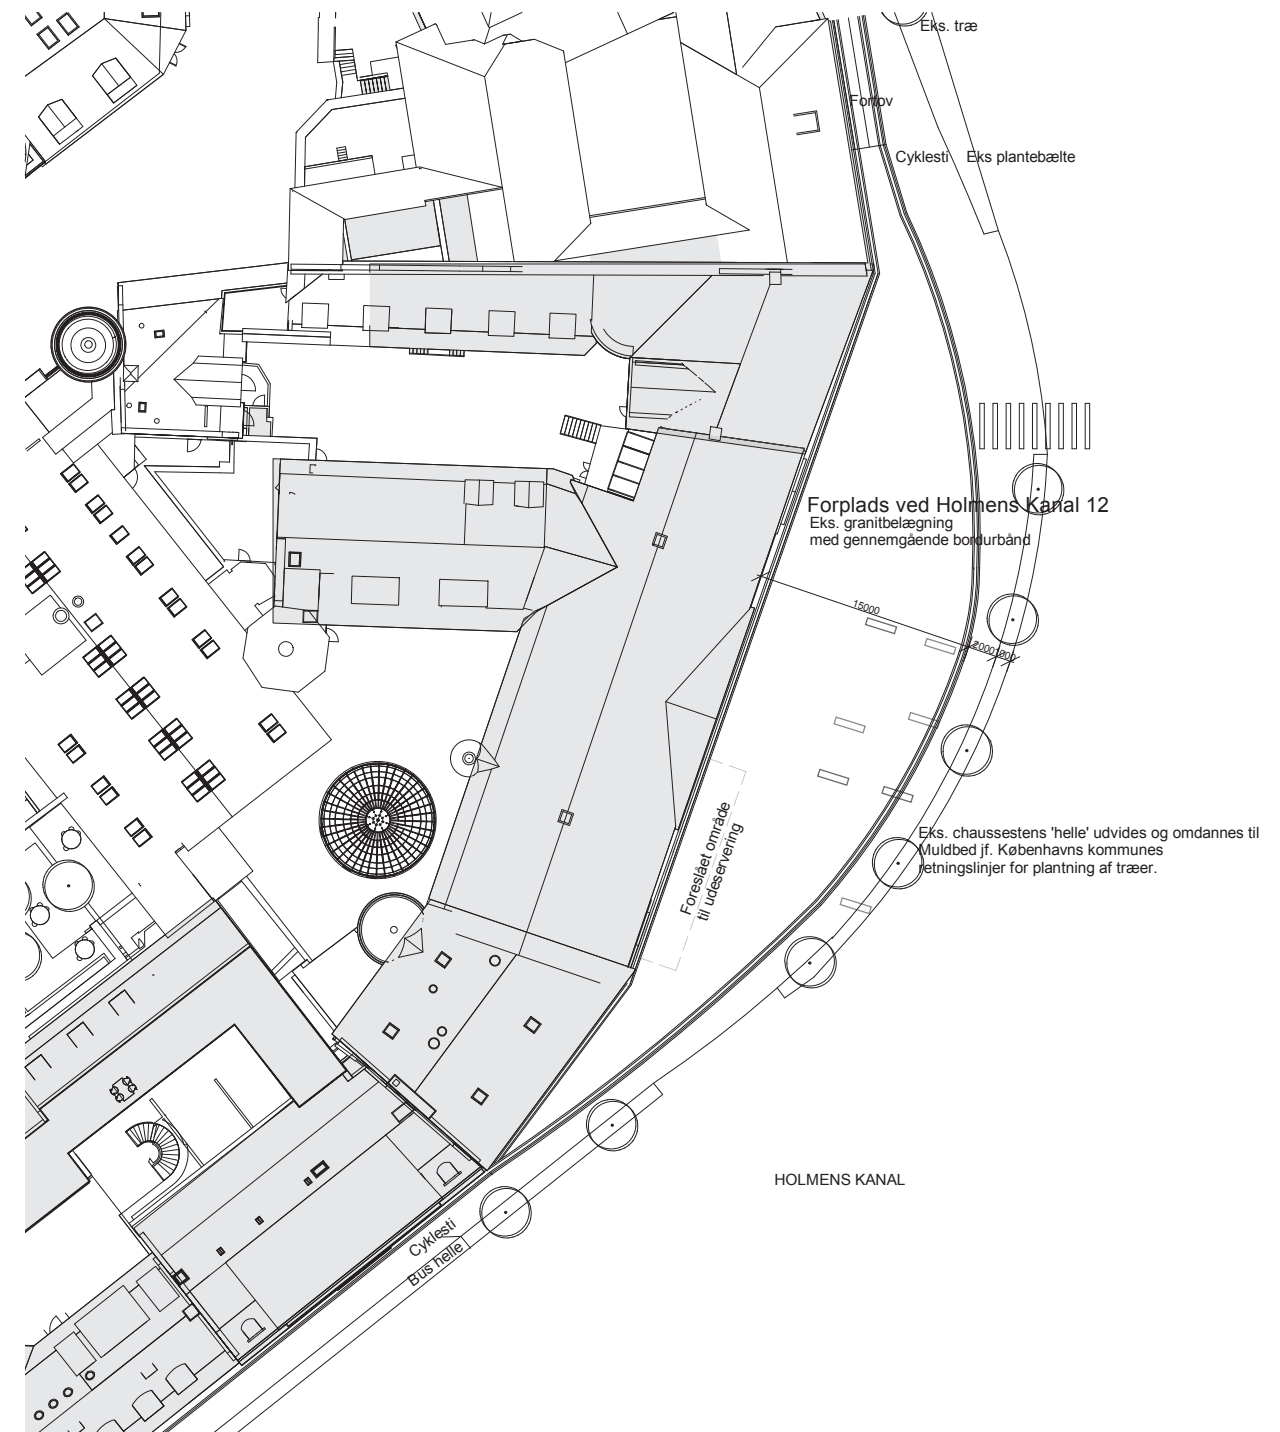 Eks. træ
Fortov
Cyklesti
Eks plantebælte
Forplads ved Holmens Kanal 12
Eks. granitbelægning
med gennemgående bordurbånd
15000
Eks. chaussestens 'helle' udvides og omdannes til
Muldbed jf. Københavns kommunes
retningslinjer for plantning af træer.
Foreslået område
til udeservering
HOLMENS KANAL
Cyklesti
Bus helle